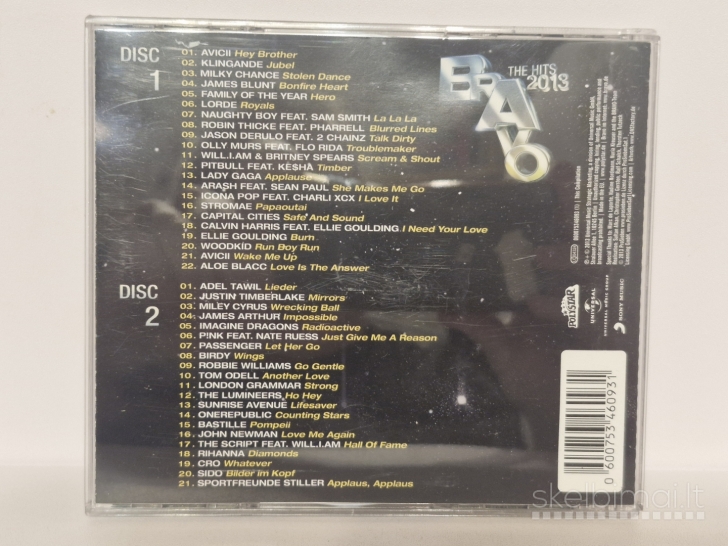 DISC 1
01. AVICII Hey Brother
02. KLINGANDE Jubel
03. MILKY CHANCE Stolen Dance
04. JAMES BLUNT Bonfire Heart
05. FAMILY OF THE YEAR Hero
06. LORDE Royals
07. NAUGHTY BOY FEAT. SAM SMITH La La La
08. ROBIN THICKE FEAT. PHARRELL Blurred Lines
09. JASON DERULO FEAT. 2 CHAINZ Talk Dirty
10. OLLY MURS FEAT. FLO RIDA Troublemaker
11. WILL.I.AM & BRITNEY SPEARS Scream & Shout
12. PITBULL FEAT. KE$HA Timber
13. LADY GAGA Applause
14. ARASH FEAT. SEAN PAUL She Makes Me Go
15. ICONA POP FEAT. CHARLI XCX I Love It
16. STROMAE Papaoutai
17. CAPITAL CITIES Safe And Sound
18. CALVIN HARRIS FEAT. ELLIE GOULDING I Need Your Love
19. ELLIE GOULDING Burn
20. WOODKID Run Boy Run
21. AVICII Wake Me Up
22. ALOE BLACC Love Is The Answer
DISC 2
01. ADEL TAWIL Lieder
02. JUSTIN TIMBERLAKE Mirrors
03. MILEY CYRUS Wrecking Ball
04. JAMES ARTHUR Impossible
05. IMAGINE DRAGONS Radioactive
06. P!NK FEAT. NATE RUESS Just Give Me A Reason
07. PASSENGER Let Her Go
08. BIRDY Wings
09. ROBBIE WILLIAMS Go Gentle
10. TOM ODELL Another Love
11. LONDON GRAMMAR Strong
12. THE LUMINEERS Ho Hey
13. SUNRISE AVENUE Lifesaver
14. ONEREPUBLIC Counting Stars
15. BASTILLE Pompeii
16. JOHN NEWMAN Love Me Again
17. THE SCRIPT FEAT. WILL.I.AM Hall Of Fame
18. RIHANNA Diamonds
19. CRO Whatever
20. SIDO Bilder im Kopf
21. SPORTFREUNDE STILLER Applaus, Applaus
BRAVO
THE HITS
2013
POLYSTAR
UNIVERSAL
UNIVERSAL MUSIC GROUP
SONY MUSIC
0 600753 460931
skelbimai.lt